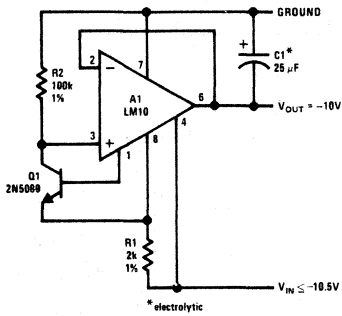 GROUND
+
C1*
25 μF
2
7
R2
100k
1%
A1
LM10
6
VOUT = −10V
4
3
+
1
8
Q1
2N5089
R1
2k
1%
VIN ≤ −10.5V
*electrolytic